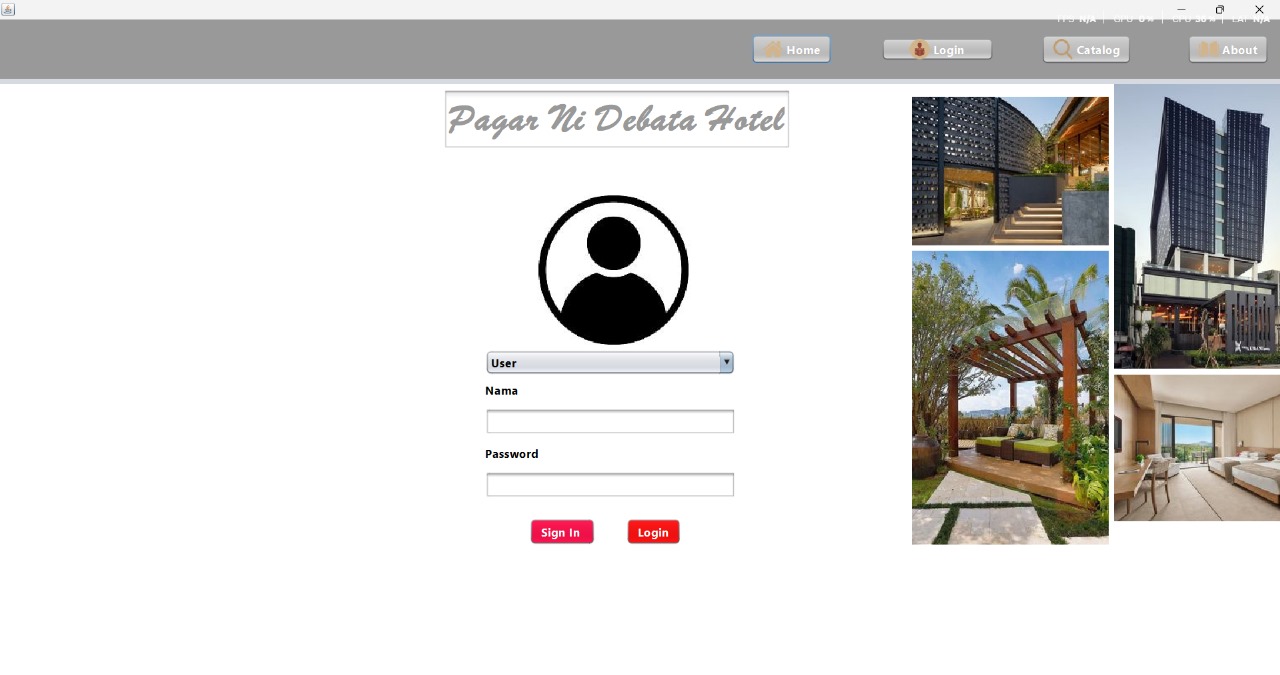 FPS N/A | GPU 0% | CPU 50% | LAT N/A
Home
Login
Catalog
About
Pagar Ni Debata Hotel
User
Nama
Password
Sign In
Login